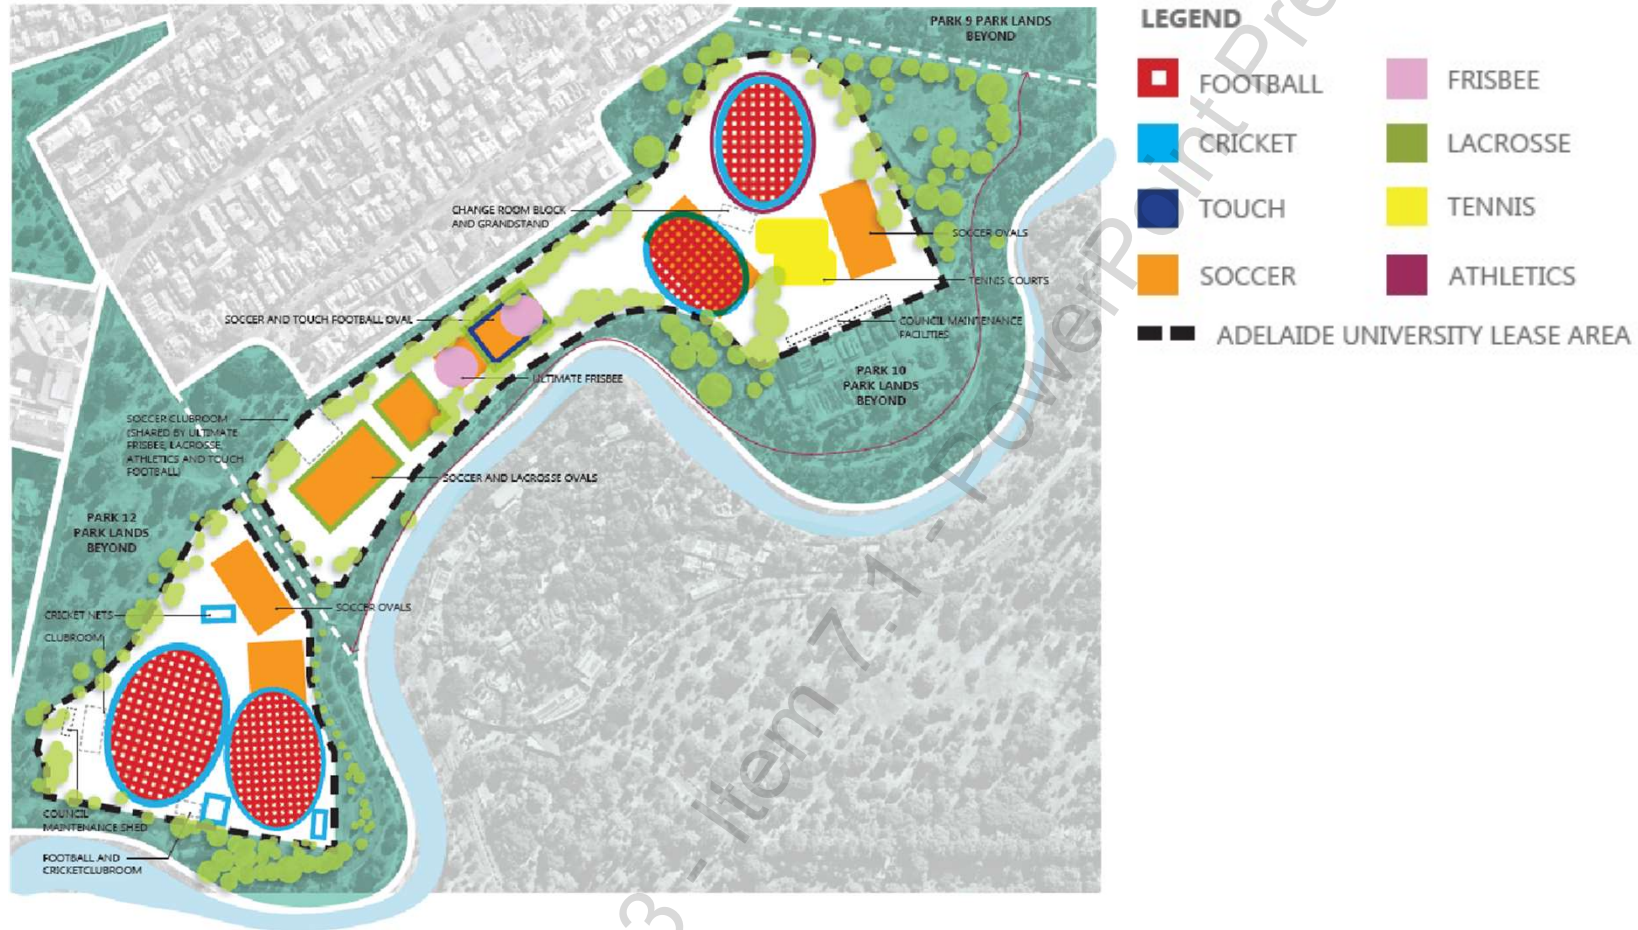 PARK 9 PARK LANDS
BEYOND
CHANGE ROOM BLOCK
AND GRANDSTAND
SOCCER OVALS
TENNIS COURTS
SOCCER AND TOUCH FOOTBALL OVAL
COUNCIL MAINTENANCE
FACILITIES
PARK 10
PARK LANDS
BEYOND
ULTIMATE FRISBEE
SOCCER CLUBROOM
(SHARED BY ULTIMATE
FRISBEE, LACROSSE,
ATHLETICS AND TOUCH
FOOTBALL)
SOCCER AND LACROSSE OVALS
PARK 12
PARK LANDS
BEYOND
SOCCER OVALS
CRICKET NETS
CLUBROOM
COUNCIL
MAINTENANCE SHED
FOOTBALL AND
CRICKETCLUBROOM
LEGEND
FOOTBALL
CRICKET
TOUCH
SOCCER
FRISBEE
LACROSSE
TENNIS
ATHLETICS
ADELAIDE UNIVERSITY LEASE AREA
3 - Item 7.1 - PowerPoint Pre